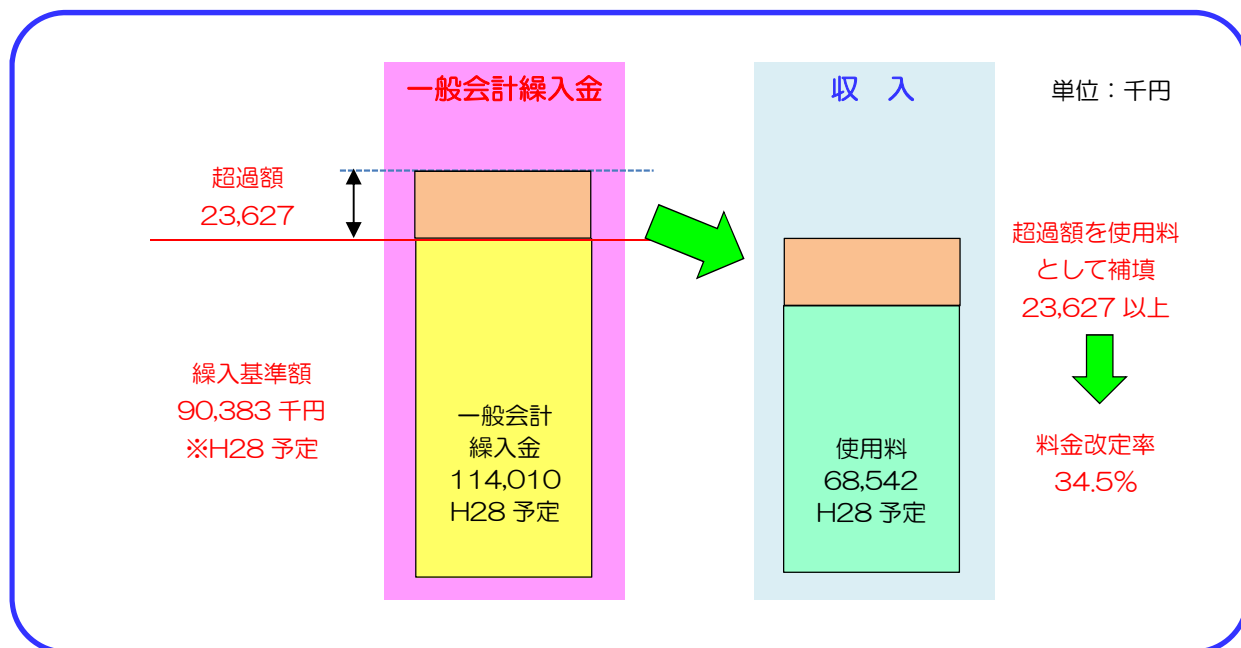 一般会計繰入金
収 入
単位：千円
超過額
23,627
繰入基準額
90,383 千円
※H28 予定
一般会計
繰入金
114,010
H28 予定
使用料
68,542
H28 予定
超過額を使用料
として補填
23,627 以上
料金改定率
34.5%